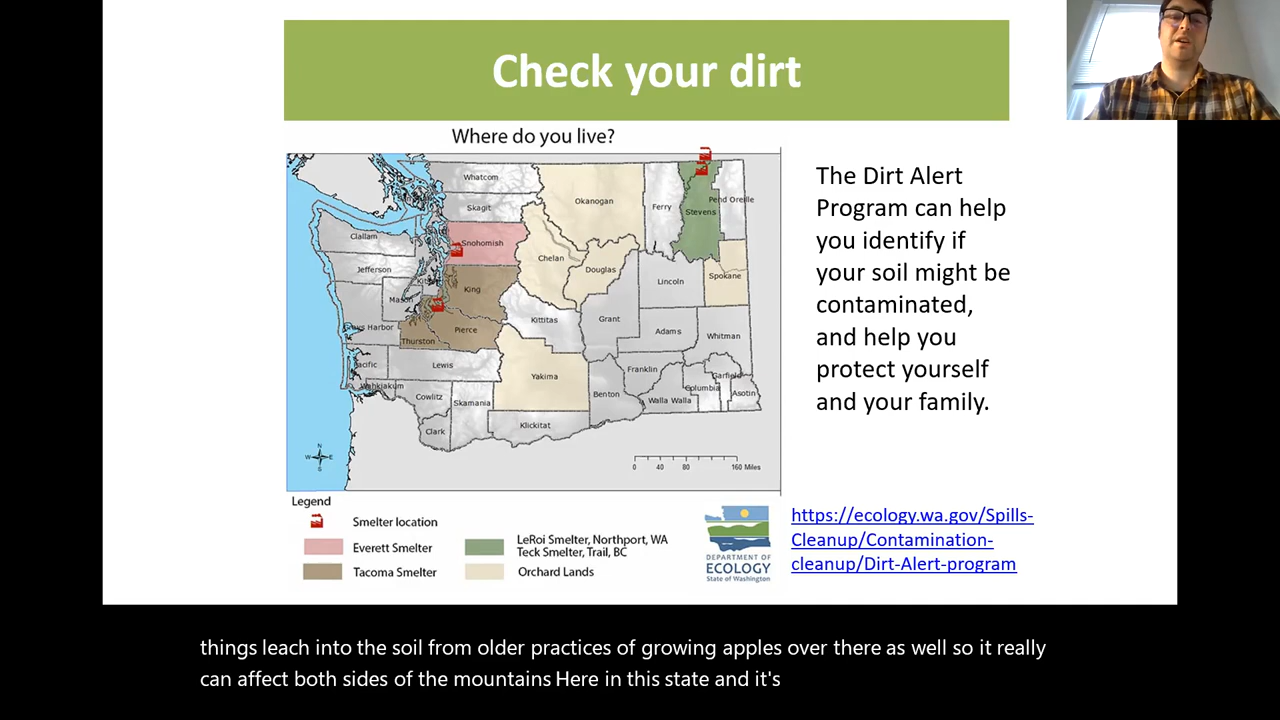 Check your dirt
Where do you live?
Whatcom
Skagit
Okanogan
Ferry
Pend Oreille
Stevens
Clallam
Snohomish
Chelan
Douglas
Jefferson
Spokane
Lincoln
King
Mason
Grant
Kittitas
Grays Harbor
Pierce
Adams
Whitman
Thurston
Pacific
Lewis
Franklin
Garfield
Yakima
Wahkiakum
Columbia
Asotin
Cowlitz
Skamania
Benton
Walla Walla
Klickitat
Clark
N
W E
S
0 40 80 160 Miles
The Dirt Alert
Program can help
you identify if
your soil might be
contaminated,
and help you
protect yourself
and your family.
Legend
Smelter location
Everett Smelter
Tacoma Smelter
LeRoi Smelter, Northport, WA
Teck Smelter, Trail, BC
Orchard Lands
DEPARTMENT OF
ECOLOGY
State of Washington
https://ecology.wa.gov/Spills-
Cleanup/Contamination-
cleanup/Dirt-Alert-program
things leach into the soil from older practices of growing apples over there as well so it really
can affect both sides of the mountains Here in this state and it's